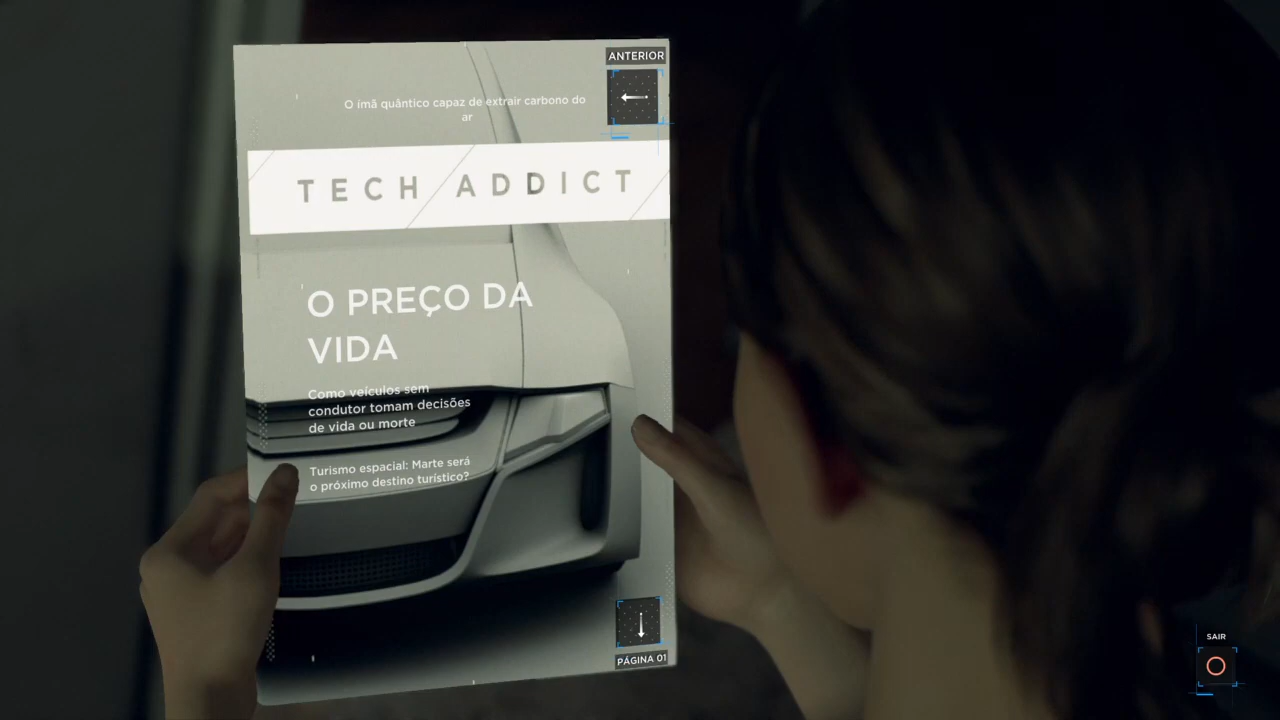 ANTERIOR
O ímã quântico capaz de extrair carbono do
ar
TECH ADDICT
O PREÇO DA
VIDA
Como veículos sem
condutor tomam decisões
de vida ou morte
Turismo espacial: Marte será
o próximo destino turístico?
PÁGINA 01
SAIR